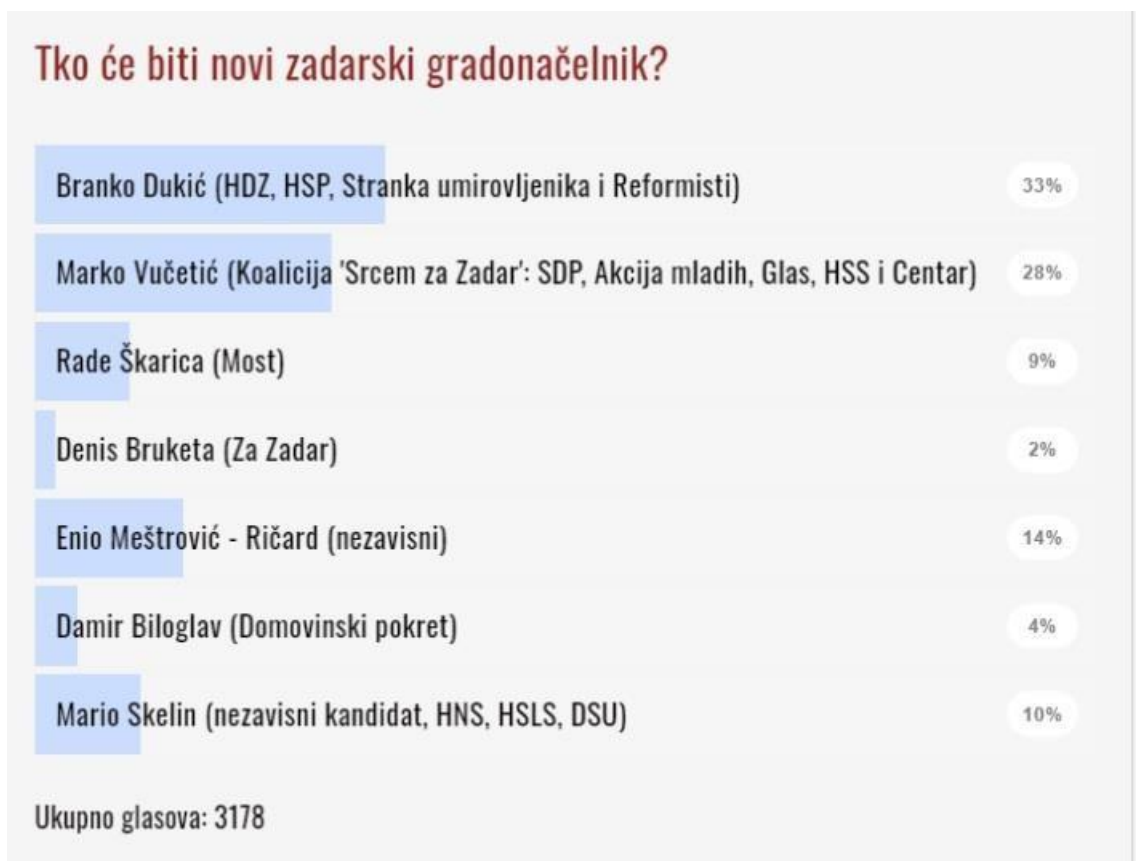 Tko će biti novi zadarski gradonačelnik?
Branko Dukić (HDZ, HSP, Stranka umirovljenika i Reformisti) 33%
Marko Vučetić (Koalicija 'Srcem za Zadar': SDP, Akcija mladih, Glas, HSS i Centar) 28%
Rade Škarica (Most) 9%
Denis Bruketa (Za Zadar) 2%
Enio Meštrović - Ričard (nezavisni) 14%
Damir Biloglav (Domovinski pokret) 4%
Mario Skelin (nezavisni kandidat, HNS, HSLS, DSU) 10%
Ukupno glasova: 3178